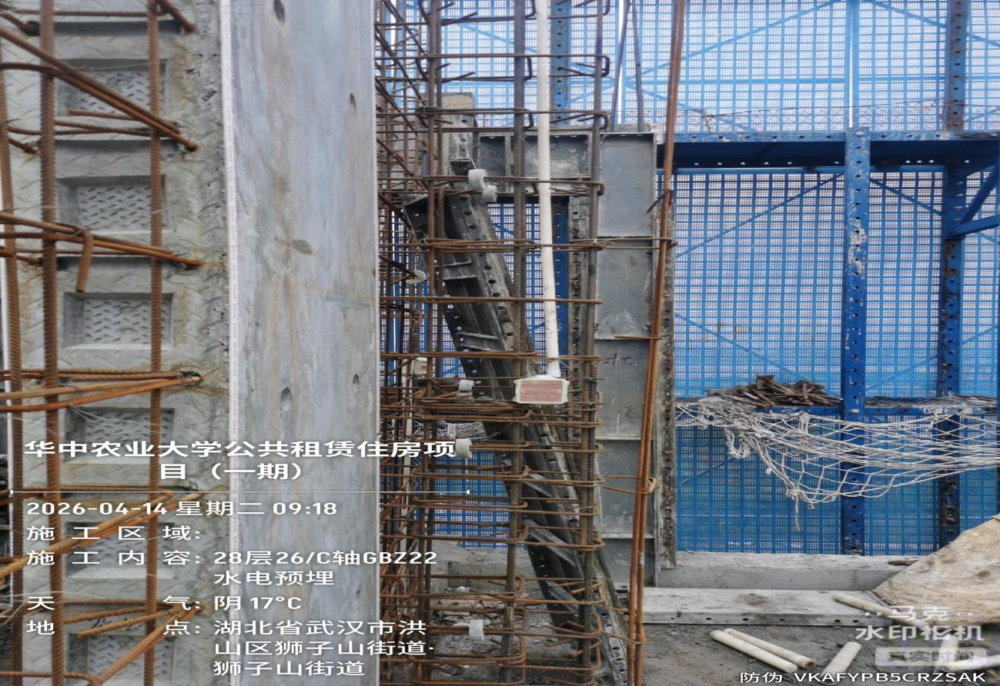 华中农业大学公共租赁住房项
目（一期）
2026-04-14 星期二 09:18
施工区域：
施工内容：28层26/C轴GBZ22
水电预埋
天气：阴 17°C
地点：湖北省武汉市洪
山区狮子山街道·
狮子山街道
马克
水印相机
真实时间
防伪 VKAFYPB5CRZSAK